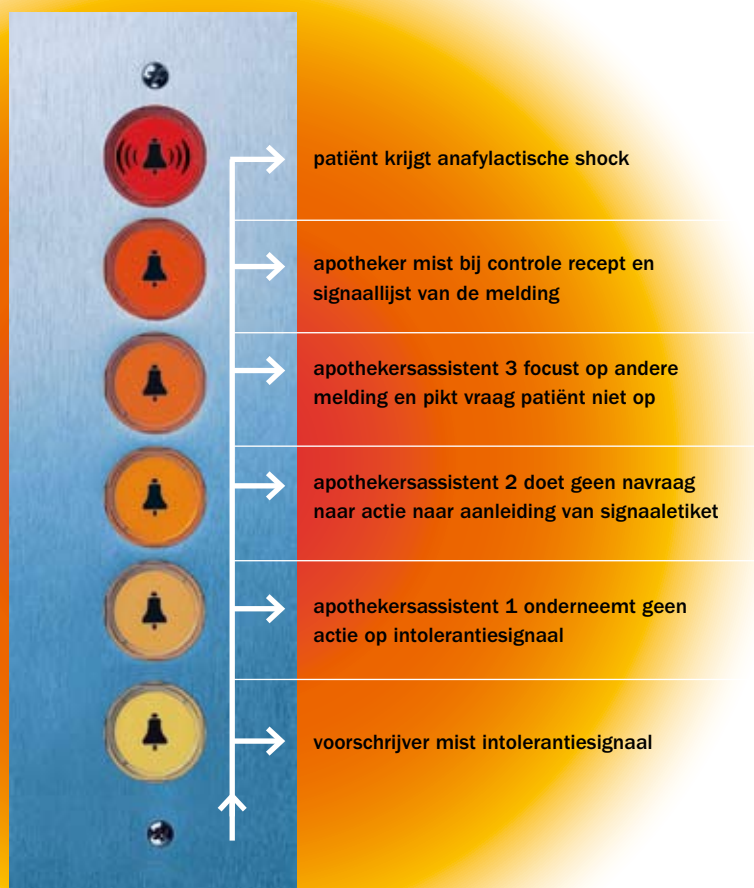 patiënt krijgt anafylactische shock
apotheker mist bij controle recept en
signaallijst van de melding
apothekersassistent 3 focust op andere
melding en pikt vraag patiënt niet op
apothekersassistent 2 doet geen navraag
naar actie naar aanleiding van signaaletiket
apothekersassistent 1 onderneemt geen
actie op intolerantiesignaal
voorschrijver mist intolerantiesignaal